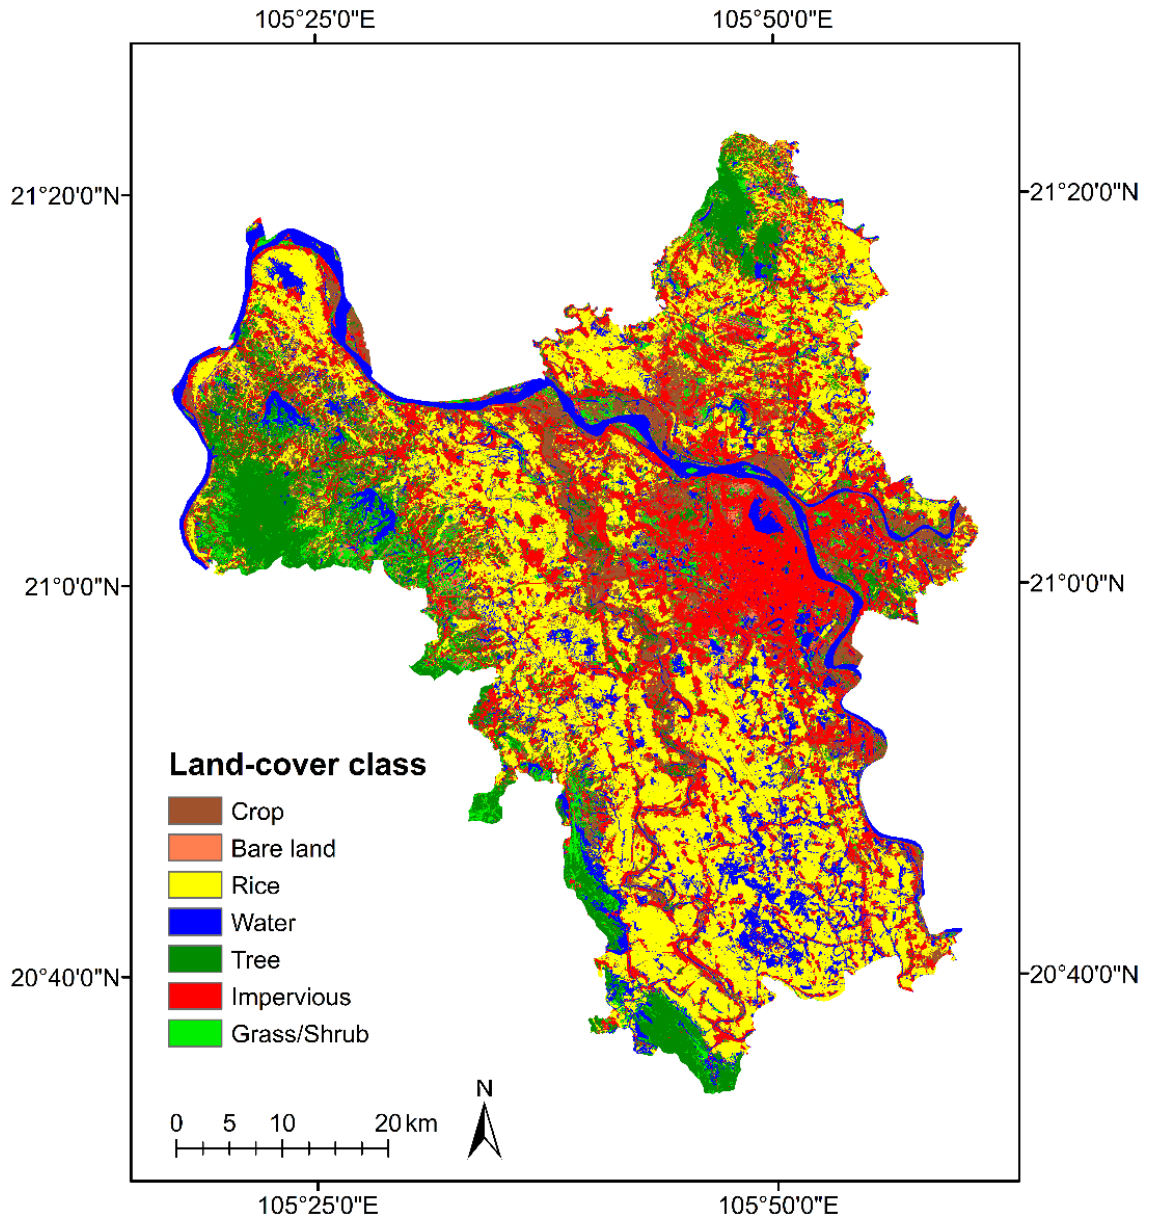 105°25'0"E
105°50'0"E
21°20'0"N
21°20'0"N
21°0'0"N
21°0'0"N
Land-cover class
Crop
Bare land
Rice
Water
Tree
Impervious
Grass/Shrub
20°40'0"N
20°40'0"N
N
0 5 10 20 km
105°25'0"E
105°50'0"E